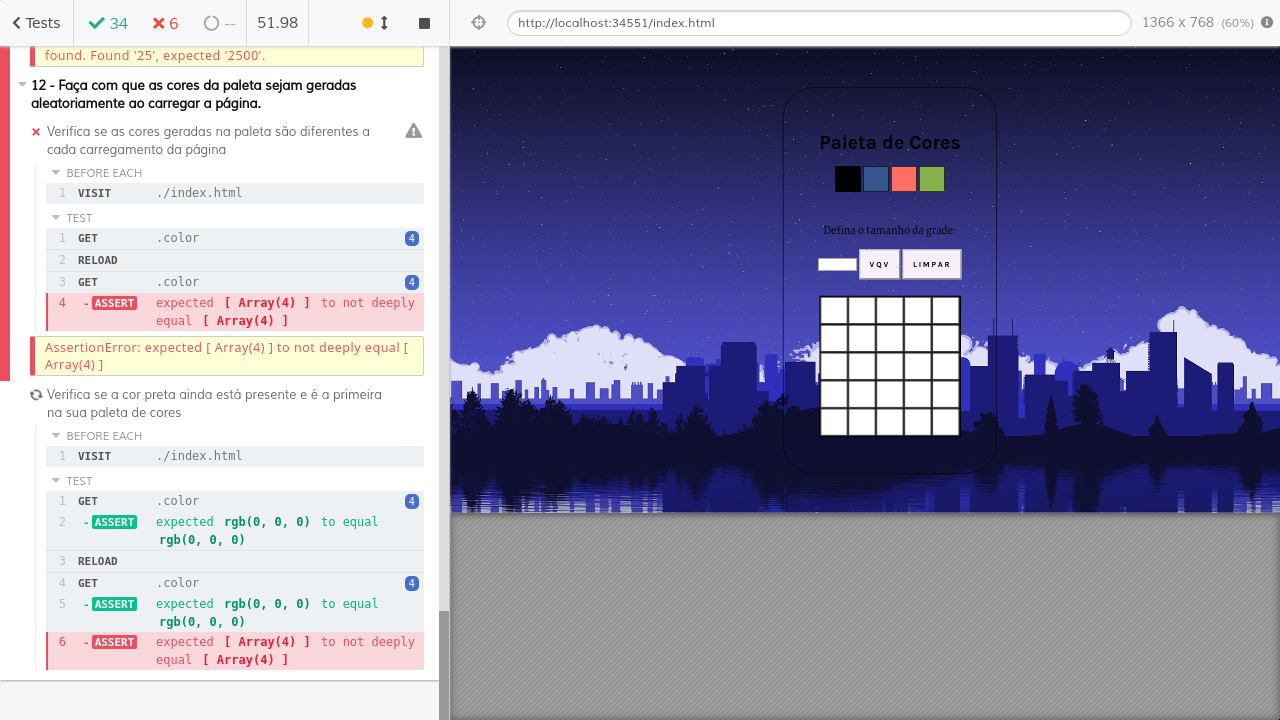 Tests
34
6
--
51.98
http://localhost:34551/index.html
1366 x 768 (60%)
found. Found '25', expected '2500'.
12 - Faça com que as cores da paleta sejam geradas
aleatoriamente ao carregar a página.
Verifica se as cores geradas na paleta são diferentes a
cada carregamento da página
BEFORE EACH
1 VISIT ./index.html
TEST
1 GET .color 4
2 RELOAD
3 GET .color 4
4 -ASSERT expected [ Array(4) ] to not deeply
equal [ Array(4) ]
AssertionError: expected [ Array(4) ] to not deeply equal [
Array(4) ]
Verifica se a cor preta ainda está presente e é a primeira
na sua paleta de cores
BEFORE EACH
1 VISIT ./index.html
TEST
1 GET .color 4
2 -ASSERT expected rgb(0, 0, 0) to equal
rgb(0, 0, 0)
3 RELOAD
4 GET .color 4
5 -ASSERT expected rgb(0, 0, 0) to equal
rgb(0, 0, 0)
6 -ASSERT expected [ Array(4) ] to not deeply
equal [ Array(4) ]
Paleta de Cores
Defina o tamanho da grade:
VQV
LIMPAR